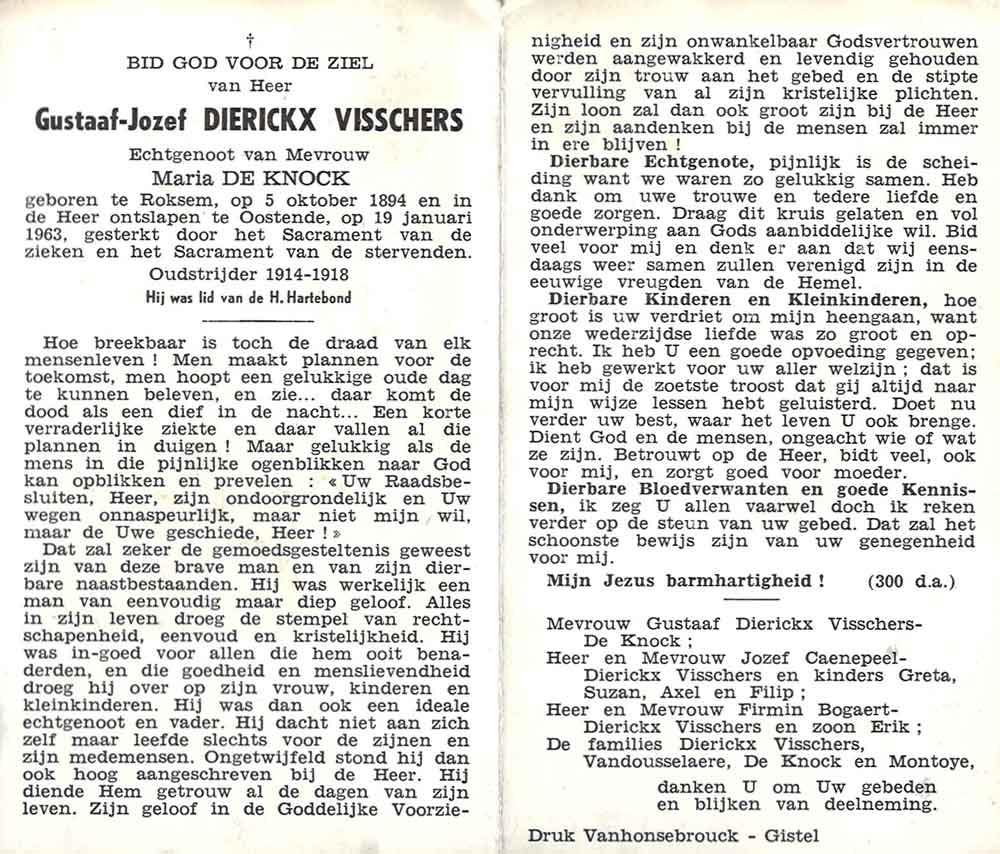 †
BID GOD VOOR DE ZIEL
van Heer
Gustaaf-Jozef DIERICKX VISSCHERS
Echtgenoot van Mevrouw
Maria DE KNOCK
geboren te Roksem, op 5 oktober 1894 en in
de Heer ontslapen te Oostende, op 19 januari
1963, gesterkt door het Sacrament van de
zieken en het Sacrament van de stervenden.
Oudstrijder 1914-1918
Hij was lid van de H. Hartebond
Hoe breekbaar is toch de draad van elk
mensenleven ! Men maakt plannen voor de
toekomst, men hoopt een gelukkige oude dag
te kunnen beleven, en zie... daar komt de
dood als een dief in de nacht... Een korte
verraderlijke ziekte en daar vallen al die
plannen in duigen ! Maar gelukkig als de
mens in die pijnlijke ogenblikken naar God
kan opblikken en prevelen : « Uw Raadsbe-
sluiten, Heer, zijn ondoorgrondelijk en Uw
wegen onnaspeurlijk, maar niet mijn wil,
maar de Uwe geschiede, Heer ! »
Dat zal zeker de gemoedsgesteltenis geweest
zijn van deze brave man en van zijn dier-
bare naastbestaanden. Hij was werkelijk een
man van eenvoudig maar diep geloof. Alles
in zijn leven droeg de stempel van recht-
schapenheid, eenvoud en kristelijkheid. Hij
was in-goed voor allen die hem ooit bena-
derden, en die goedheid en menslievendheid
droeg hij over op zijn vrouw, kinderen en
kleinkinderen. Hij was dan ook een ideale
echtgenoot en vader. Hij dacht niet aan zich
zelf maar leefde slechts voor de zijnen en
zijn medemensen. Ongetwijfeld stond hij dan
ook hoog aangeschreven bij de Heer. Hij
diende Hem getrouw al de dagen van zijn
leven. Zijn geloof in de Goddelijke Voorzie-
nigheid en zijn onwankelbaar Godsvertrouwen
werden aangewakkerd en levendig gehouden
door zijn trouw aan het gebed en de stipte
vervulling van al zijn kristelijke plichten.
Zijn loon zal dan ook groot zijn bij de Heer
en zijn aandenken bij de mensen zal immer
in ere blijven !
Dierbare Echtgenote, pijnlijk is de schei-
ding want we waren zo gelukkig samen. Heb
dank om uwe trouwe en tedere liefde en
goede zorgen. Draag dit kruis gelaten en vol
onderwerping aan Gods aanbiddelijke wil. Bid
veel voor mij en denk er aan dat wij eens-
daags weer samen zullen verenigd zijn in de
eeuwige vreugden van de Hemel.
Dierbare Kinderen en Kleinkinderen, hoe
groot is uw verdriet om mijn heengaan, want
onze wederzijdse liefde was zo groot en op-
recht. Ik heb U een goede opvoeding gegeven;
ik heb gewerkt voor uw aller welzijn ; dat is
voor mij de zoetste troost dat gij altijd naar
mijn wijze lessen hebt geluisterd. Doet nu
verder uw best, waar het leven U ook brenge.
Dient God en de mensen, ongeacht wie of wat
ze zijn. Betrouwt op de Heer, bidt veel, ook
voor mij, en zorgt goed voor moeder.
Dierbare Bloedverwanten en goede Kennis-
sen, ik zeg U allen vaarwel doch ik reken
verder op de steun van uw gebed. Dat zal het
schoonste bewijs zijn van uw genegenheid
voor mij.
Mijn Jezus barmhartigheid ! (300 d.a.)
Mevrouw Gustaaf Dierickx Visschers-
De Knock ;
Heer en Mevrouw Jozef Caenepeel-
Dierickx Visschers en kinders Greta,
Suzan, Axel en Filip ;
Heer en Mevrouw Firmin Bogaert-
Dierickx Visschers en zoon Erik ;
De families Dierickx Visschers,
Vandousselaere, De Knock en Montoye,
danken U om Uw gebeden
en blijken van deelneming.
Druk Vanhonsebrouck - Gistel